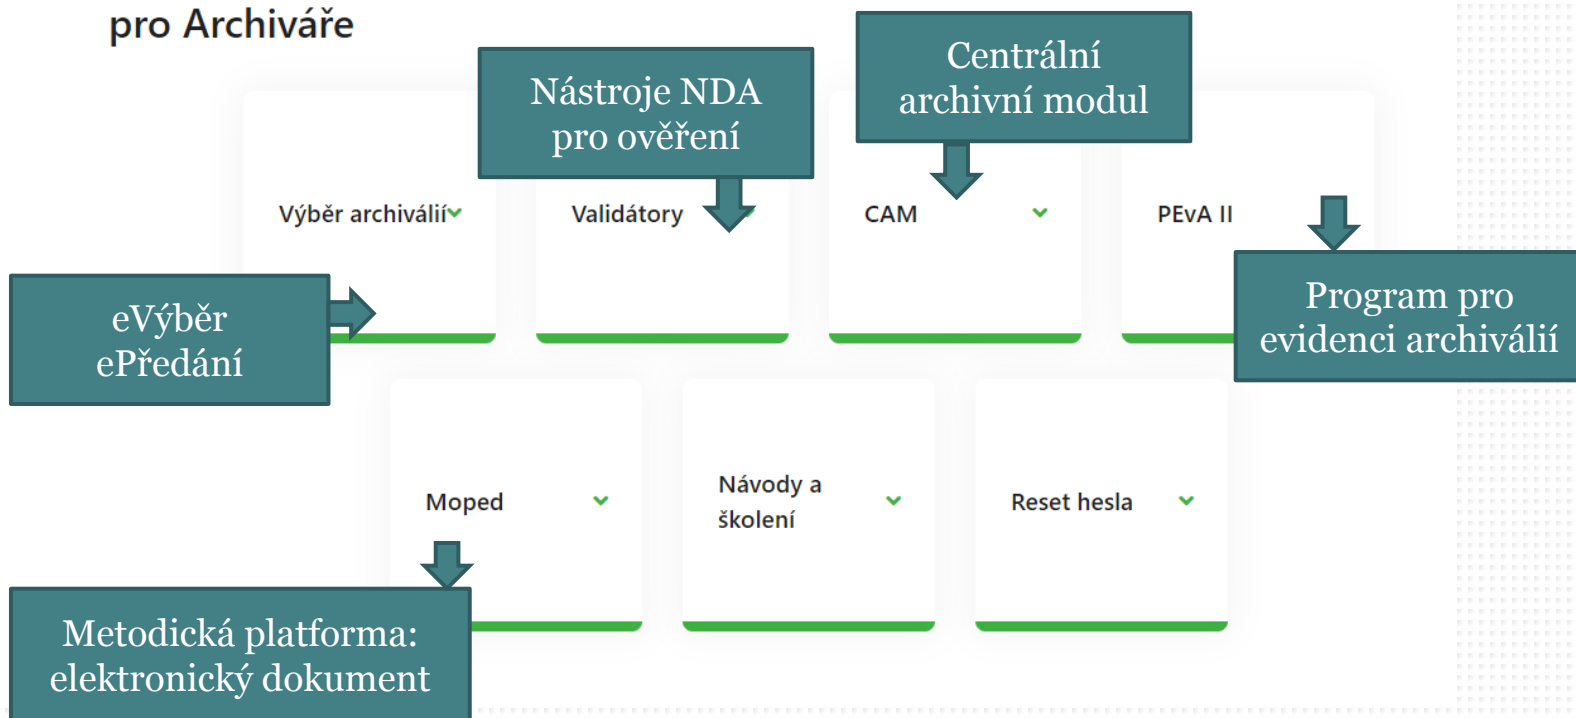 pro Archiváře
Nástroje NDA
pro ověření
Centrální
archivní modul
Výběr archiválií
Validátory
CAM
PEvA II
eVýběr
ePředání
Program pro
evidenci archiválií
Moped
Návody a
školení
Reset hesla
Metodická platforma:
elektronický dokument